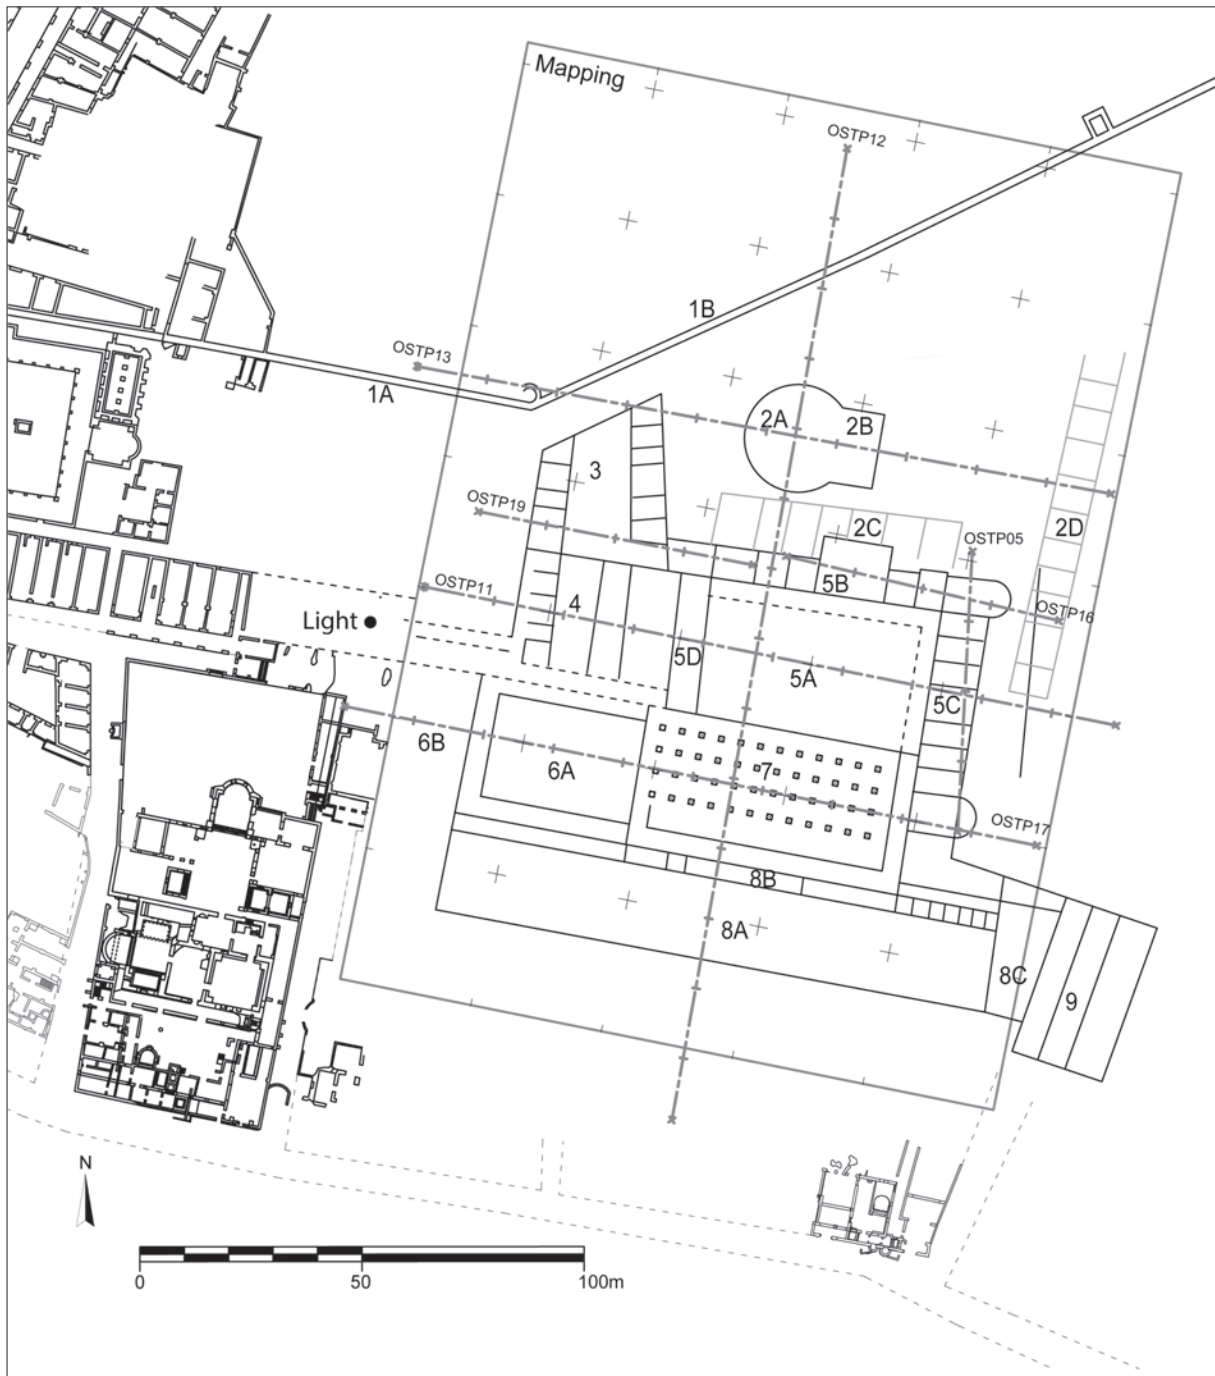 Mapping
OSTP12
1B
OSTP13
1A
2A
2B
3
OSTP19
2C
2D
OSTP05
5B
OSTP11
4
OSTP16
Light
5D
5A
5C
6B
6A
7
OSTP17
8B
8A
8C
9
N
0
50
100m